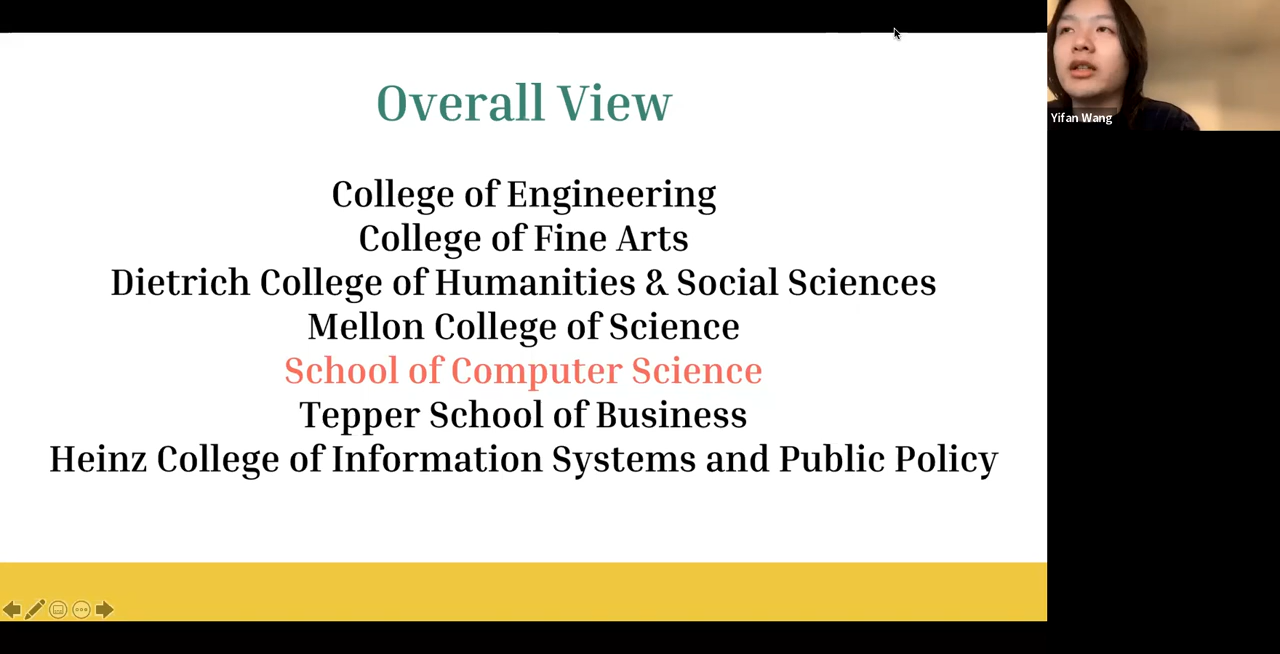 Overall View
College of Engineering
College of Fine Arts
Dietrich College of Humanities & Social Sciences
Mellon College of Science
School of Computer Science
Tepper School of Business
Heinz College of Information Systems and Public Policy
Yifan Wang